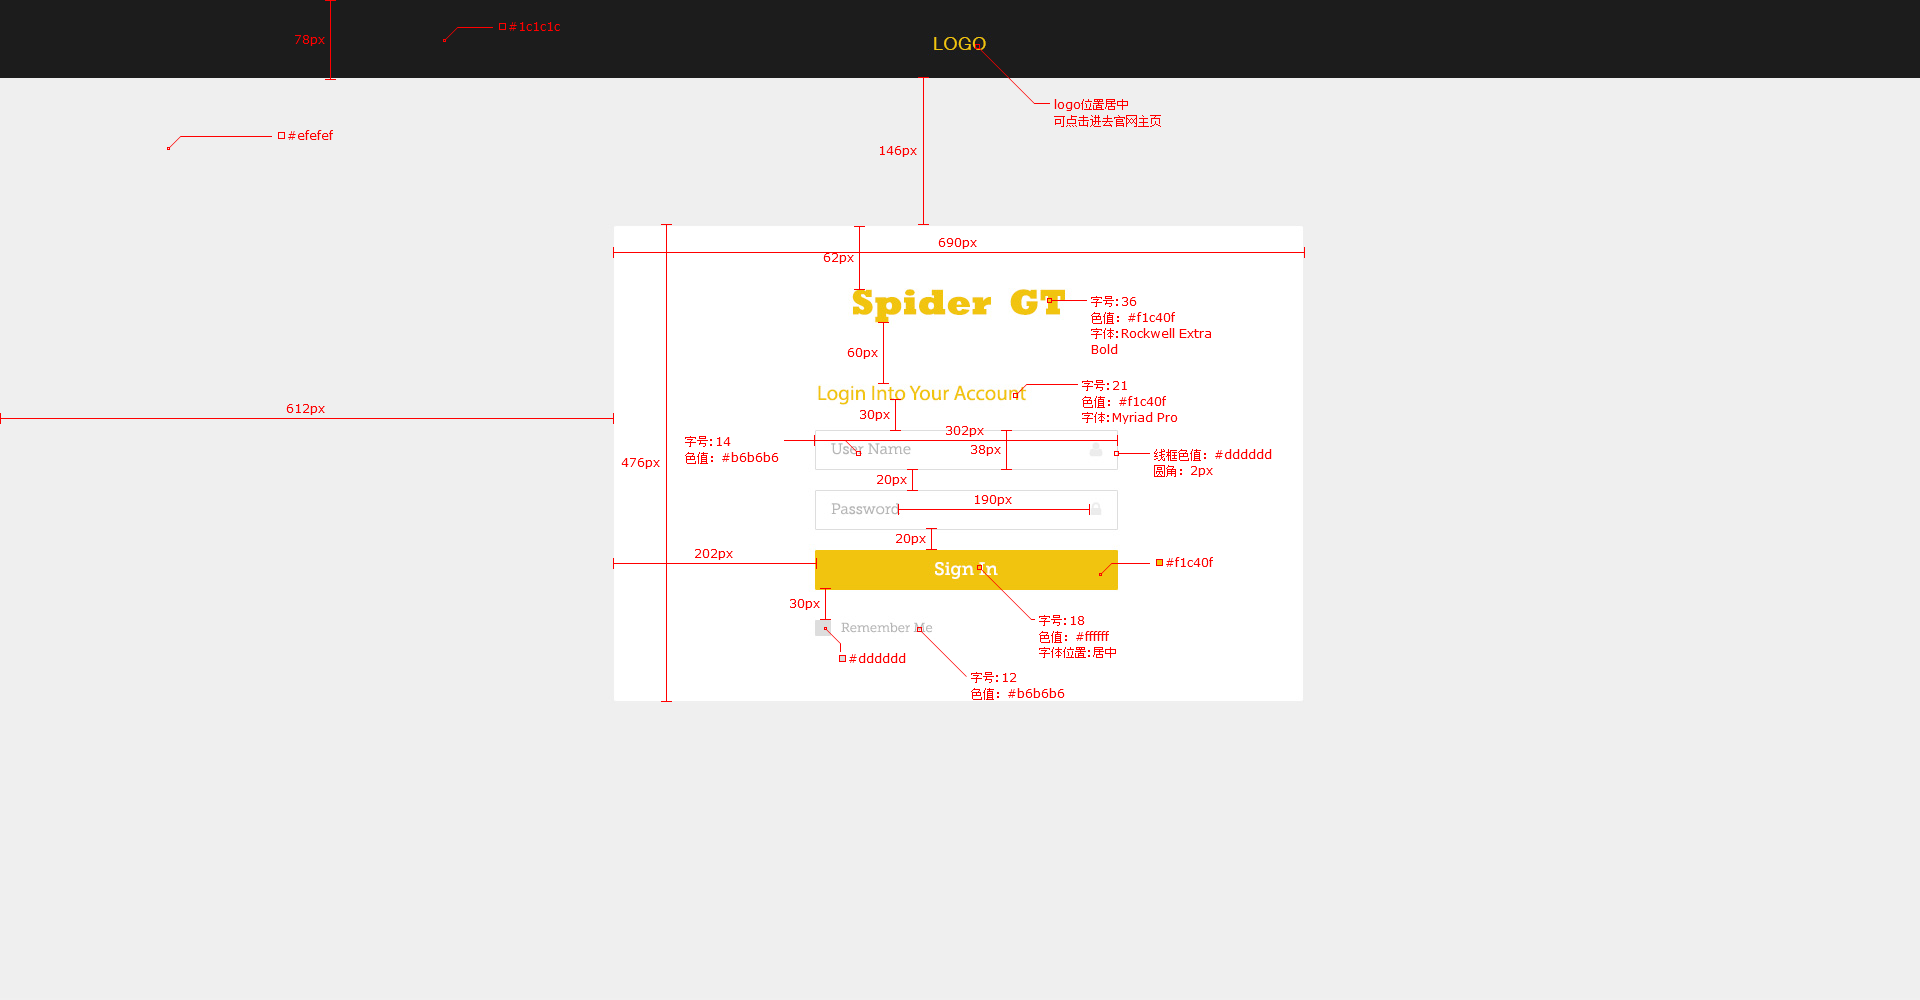 78px
#1c1c1c
LOGO
logo位置居中
可点击进去官网主页
#efefef
146px
690px
62px
Spider GT
字号:36
色值: #f1c40f
字体:Rockwell Extra
Bold
60px
Login Into Your Account
字号:21
色值: #f1c40f
字体:Myriad Pro
612px
30px
302px
字号:14
色值: #b6b6b6
User Name
38px
线框色值: #dddddd
圆角: 2px
476px
20px
190px
Password
20px
202px
Sign In
#f1c40f
30px
Remember Me
字号:18
色值: #ffffff
字体位置:居中
#dddddd
字号:12
色值: #b6b6b6